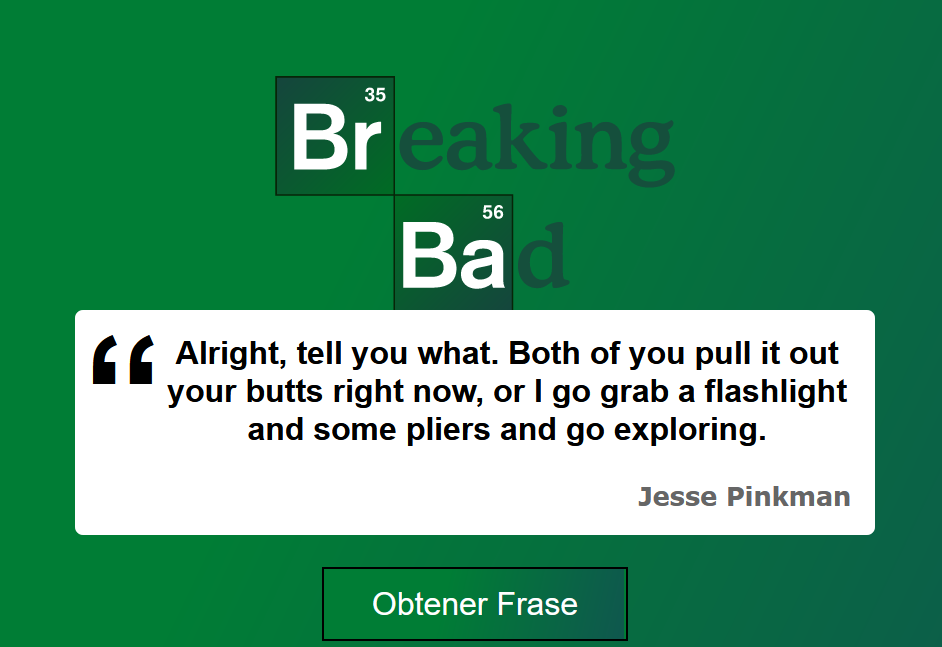 35
Breaking
56
Bad
“ Alright, tell you what. Both of you pull it out
your butts right now, or I go grab a flashlight
and some pliers and go exploring.
Jesse Pinkman
Obtener Frase